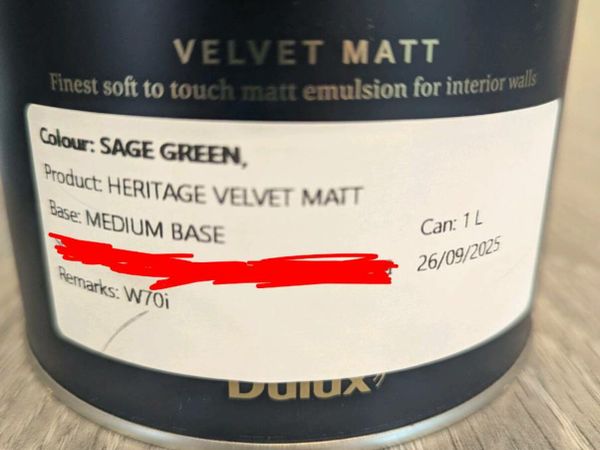 VELVET MATT
Finest soft to touch matt emulsion for interior walls
Colour: SAGE GREEN,
Product: HERITAGE VELVET MATT
Base: MEDIUM BASE
Can: 1 L
26/09/2025
Remarks: W70i
Dulux